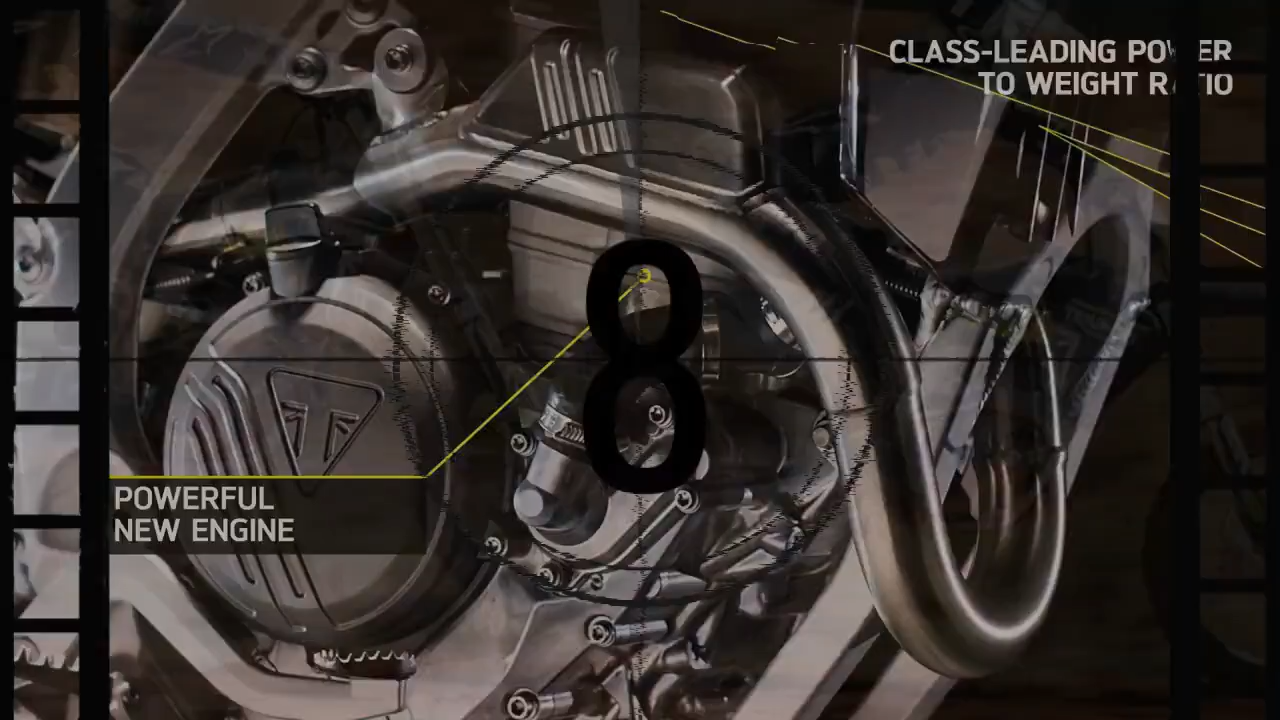 CLASS-LEADING POWER
TO WEIGHT RATIO
8
POWERFUL
NEW ENGINE